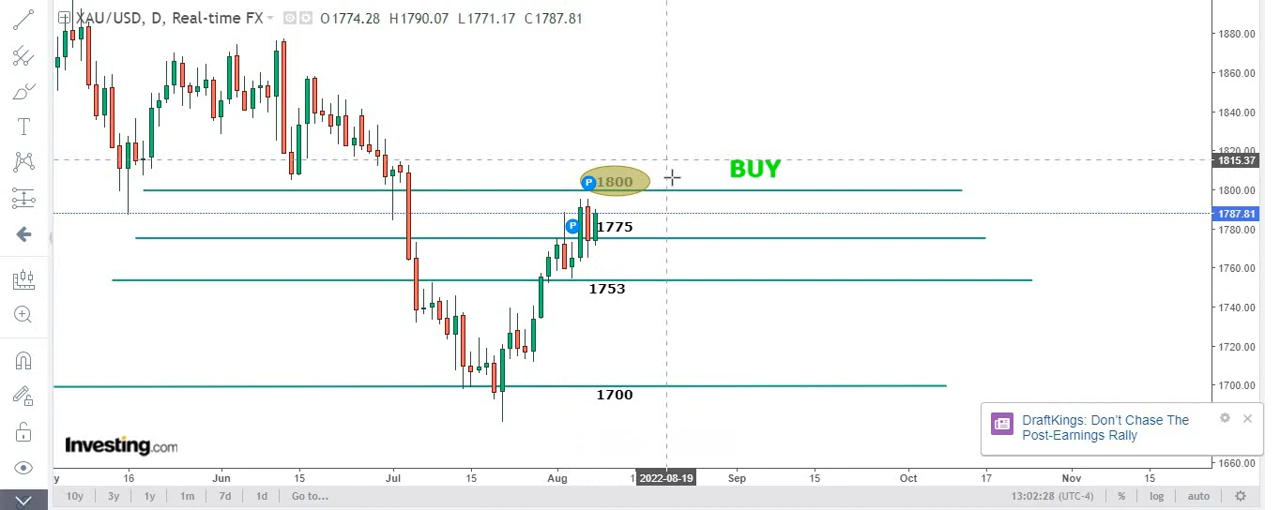 XAU/USD, D, Real-time FX O1774.28 H1790.07 L1771.17 C1787.81
1880.00
1860.00
1840.00
1820.00
1815.37
BUY
1800
1800.00
1787.81
1775
1780.00
1760.00
1753
1740.00
1720.00
1700.00
1700
DraftKings: Don't Chase The
Post-Earnings Rally
Investing.com
1660.00
y 16 Jun 15 Jul 15 Aug 1 2022-08-19 Sep 15 Oct 17 Nov 15
10y 3y 1y 1m 7d 1d Go to... 13:02:28 (UTC-4) % log auto
P
P
T